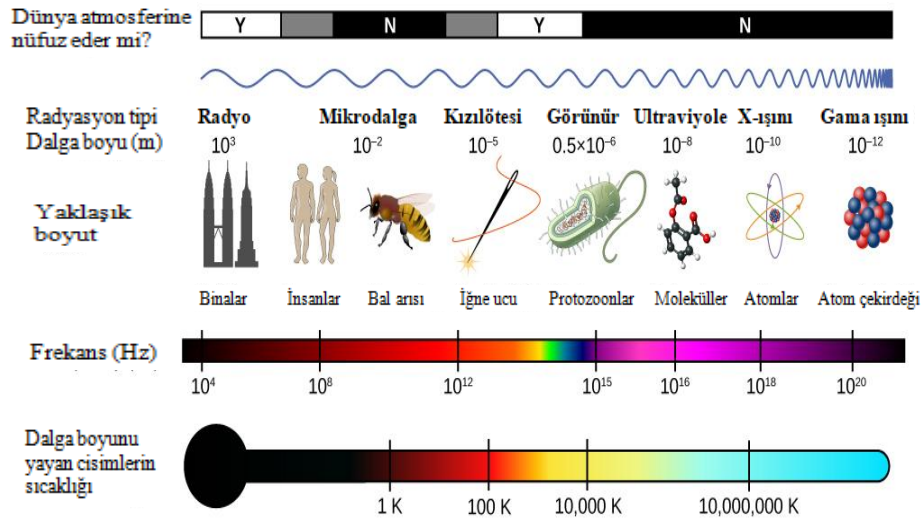 Dünya atmosferine
nüfuz eder mi?
Y N Y N
Radyasyon tipi Radyo Mikrodalga Kızılötesi Görünür Ultraviyole X-ışını Gama ışını
Dalga boyu (m) 10³ 10⁻² 10⁻⁵ 0.5×10⁻⁶ 10⁻⁸ 10⁻¹⁰ 10⁻¹²
Yaklaşık
boyut
Binalar İnsanlar Bal arısı İğne ucu Protozoonlar Moleküller Atomlar Atom çekirdeği
Frekans (Hz)
10⁴ 10⁸ 10¹² 10¹⁵ 10¹⁶ 10¹⁸ 10²⁰
Dalga boyunu
yayan cisimlerin
sıcaklığı
1 K 100 K 10,000 K 10,000,000 K